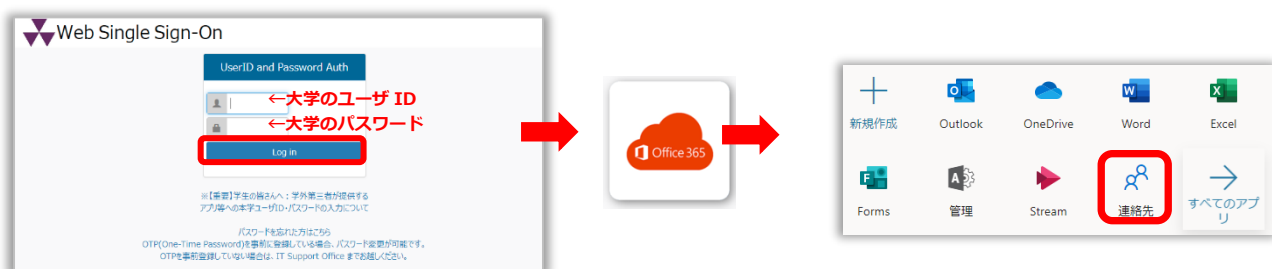 Web Single Sign-On
UserID and Password Auth
←大学のユーザ ID
←大学のパスワード
Log in
※【重要】学生の皆さんへ：学外第三者が提供する
アプリ等への本学ユーザID・パスワードの入力について
パスワードを忘れた方はこちら
OTP(One-Time Password)を事前に登録している場合、パスワード変更が可能です。
OTPを事前登録していない場合は、IT Support Office までお越しください。
Office 365
新規作成
Outlook
OneDrive
Word
Excel
Forms
管理
Stream
連絡先
すべてのアプ
リ